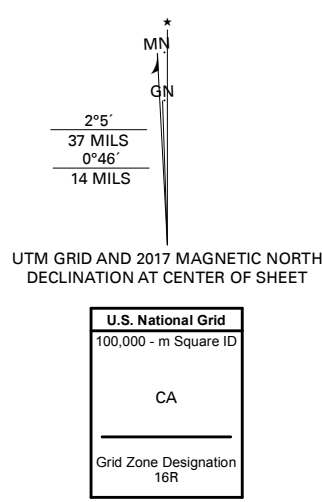 MN
GN
2°5´
37 MILS
0°46´
14 MILS
UTM GRID AND 2017 MAGNETIC NORTH
DECLINATION AT CENTER OF SHEET
U.S. National Grid
100,000 - m Square ID
CA
Grid Zone Designation
16R